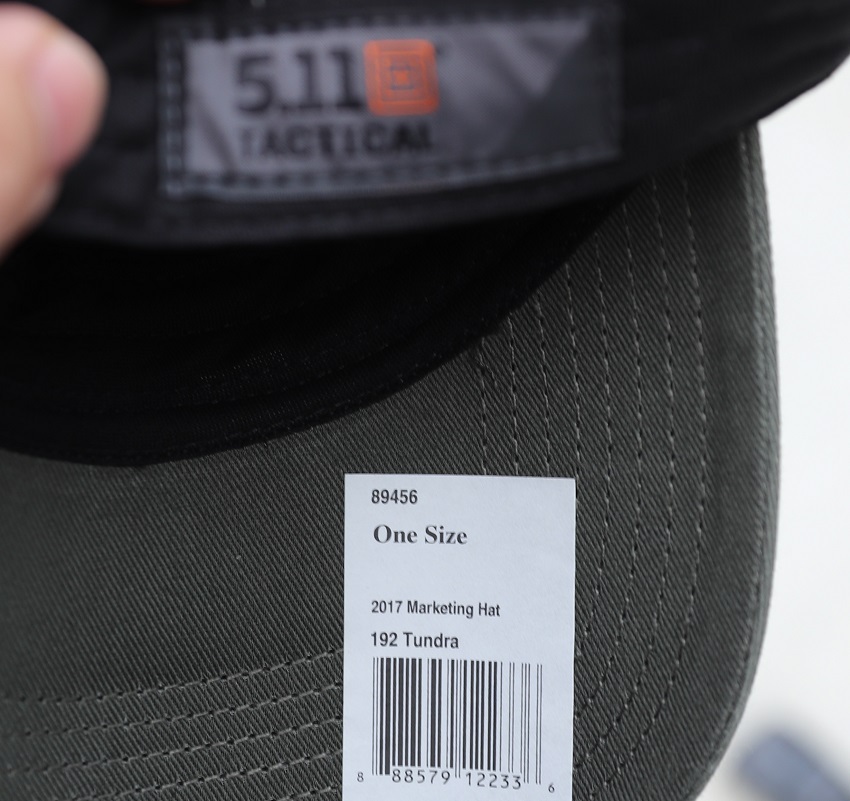 5.11
TACTICAL
89456
One Size
2017 Marketing Hat
192 Tundra
8 88579 12233 6